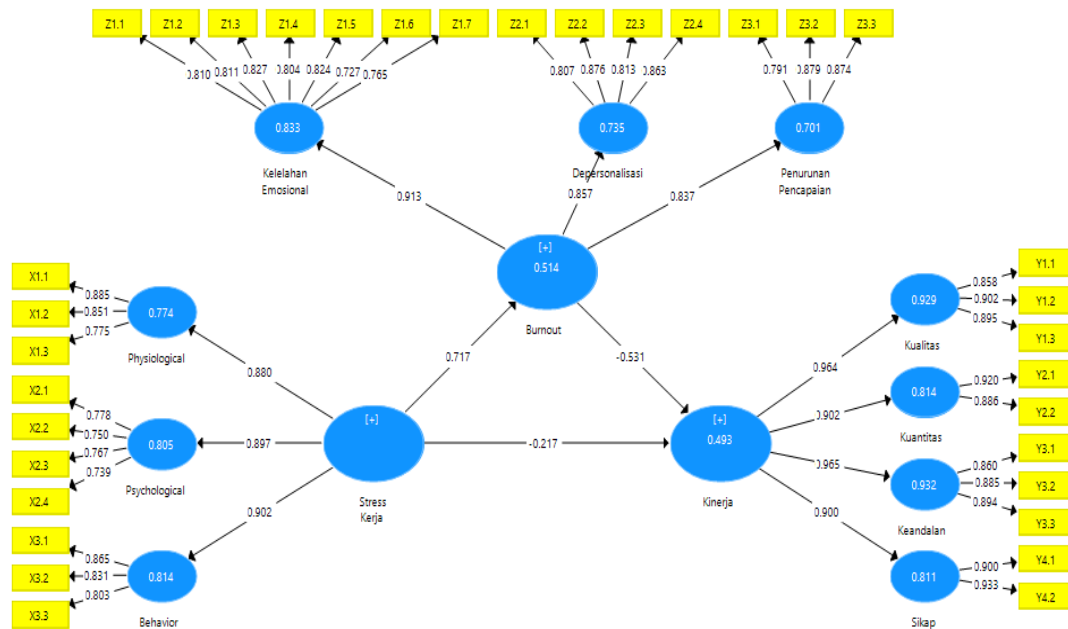 Z1.1 Z1.2 Z1.3 Z1.4 Z1.5 Z1.6 Z1.7 Z2.1 Z2.2 Z2.3 Z2.4 Z3.1 Z3.2 Z3.3
0.810 0.811 0.827 0.804 0.824 0.727 0.765 0.807 0.876 0.813 0.863 0.791 0.879 0.874
0.833 0.735 0.701
Kelelahan
Emosional
Depersonalisasi
Penurunan
Pencapaian
0.913 0.857 0.837
[+]
0.514
Burnout
X1.1
X1.2
X1.3
0.885
0.851
0.775
0.774
Physiological
X2.1
X2.2
X2.3
X2.4
0.778
0.750
0.767
0.739
0.805
Psychological
X3.1
X3.2
X3.3
0.865
0.831
0.803
0.814
Behavior
0.880
0.897
0.902
[+]
Stress
Kerja
0.717
-0.531
-0.217
[+]
0.493
Kinerja
0.964
0.902
0.965
0.900
0.929
Kualitas
0.858
0.902
0.895
Y1.1
Y1.2
Y1.3
0.814
Kuantitas
0.920
0.886
Y2.1
Y2.2
0.932
Keandalan
0.860
0.885
0.894
Y3.1
Y3.2
Y3.3
0.811
Sikap
0.900
0.933
Y4.1
Y4.2